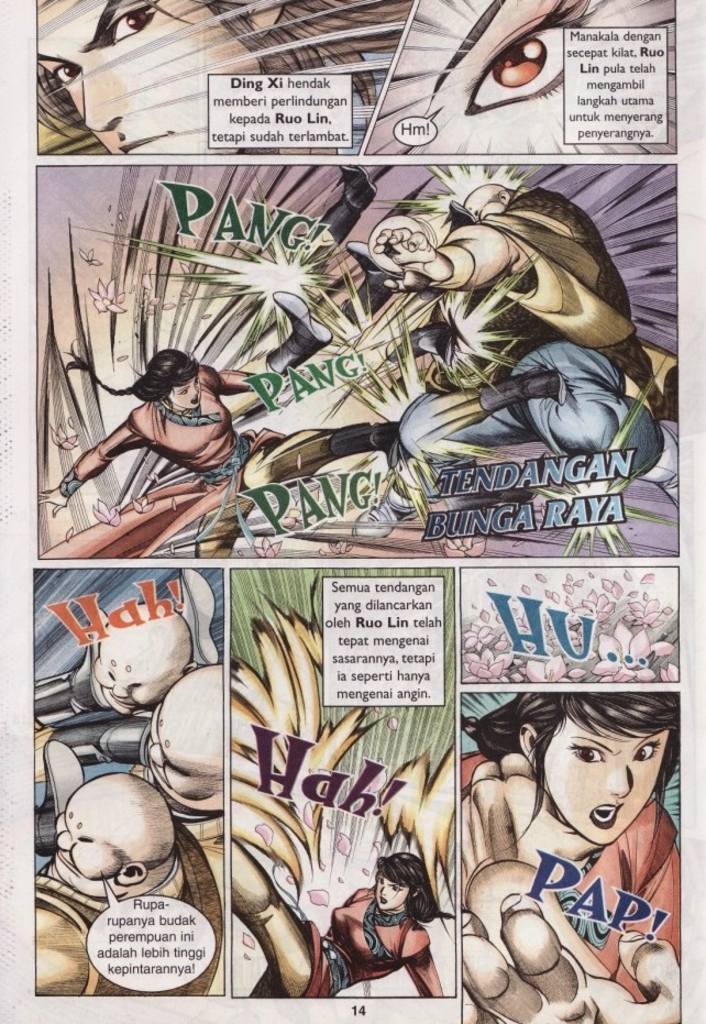 Ding Xi hendak
memberi perlindungan
kepada Ruo Lin,
tetapi sudah terlambat.
Hm!
Manakala dengan
secepat kilat, Ruo
Lin pula telah
mengambil
langkah utama
untuk menyerang
penyerangnya.
PANG!
PANG!
PANG!
TENDANGAN
BUNGA RAYA
Hah!
Rupa-
rupanya budak
perempuan ini
adalah lebih tinggi
kepintarannya!
Semua tendangan
yang dilancarkan
oleh Ruo Lin telah
tepat mengenai
sasarannya, tetapi
ia seperti hanya
mengenai angin.
Hah!
HU...
PAP!
14